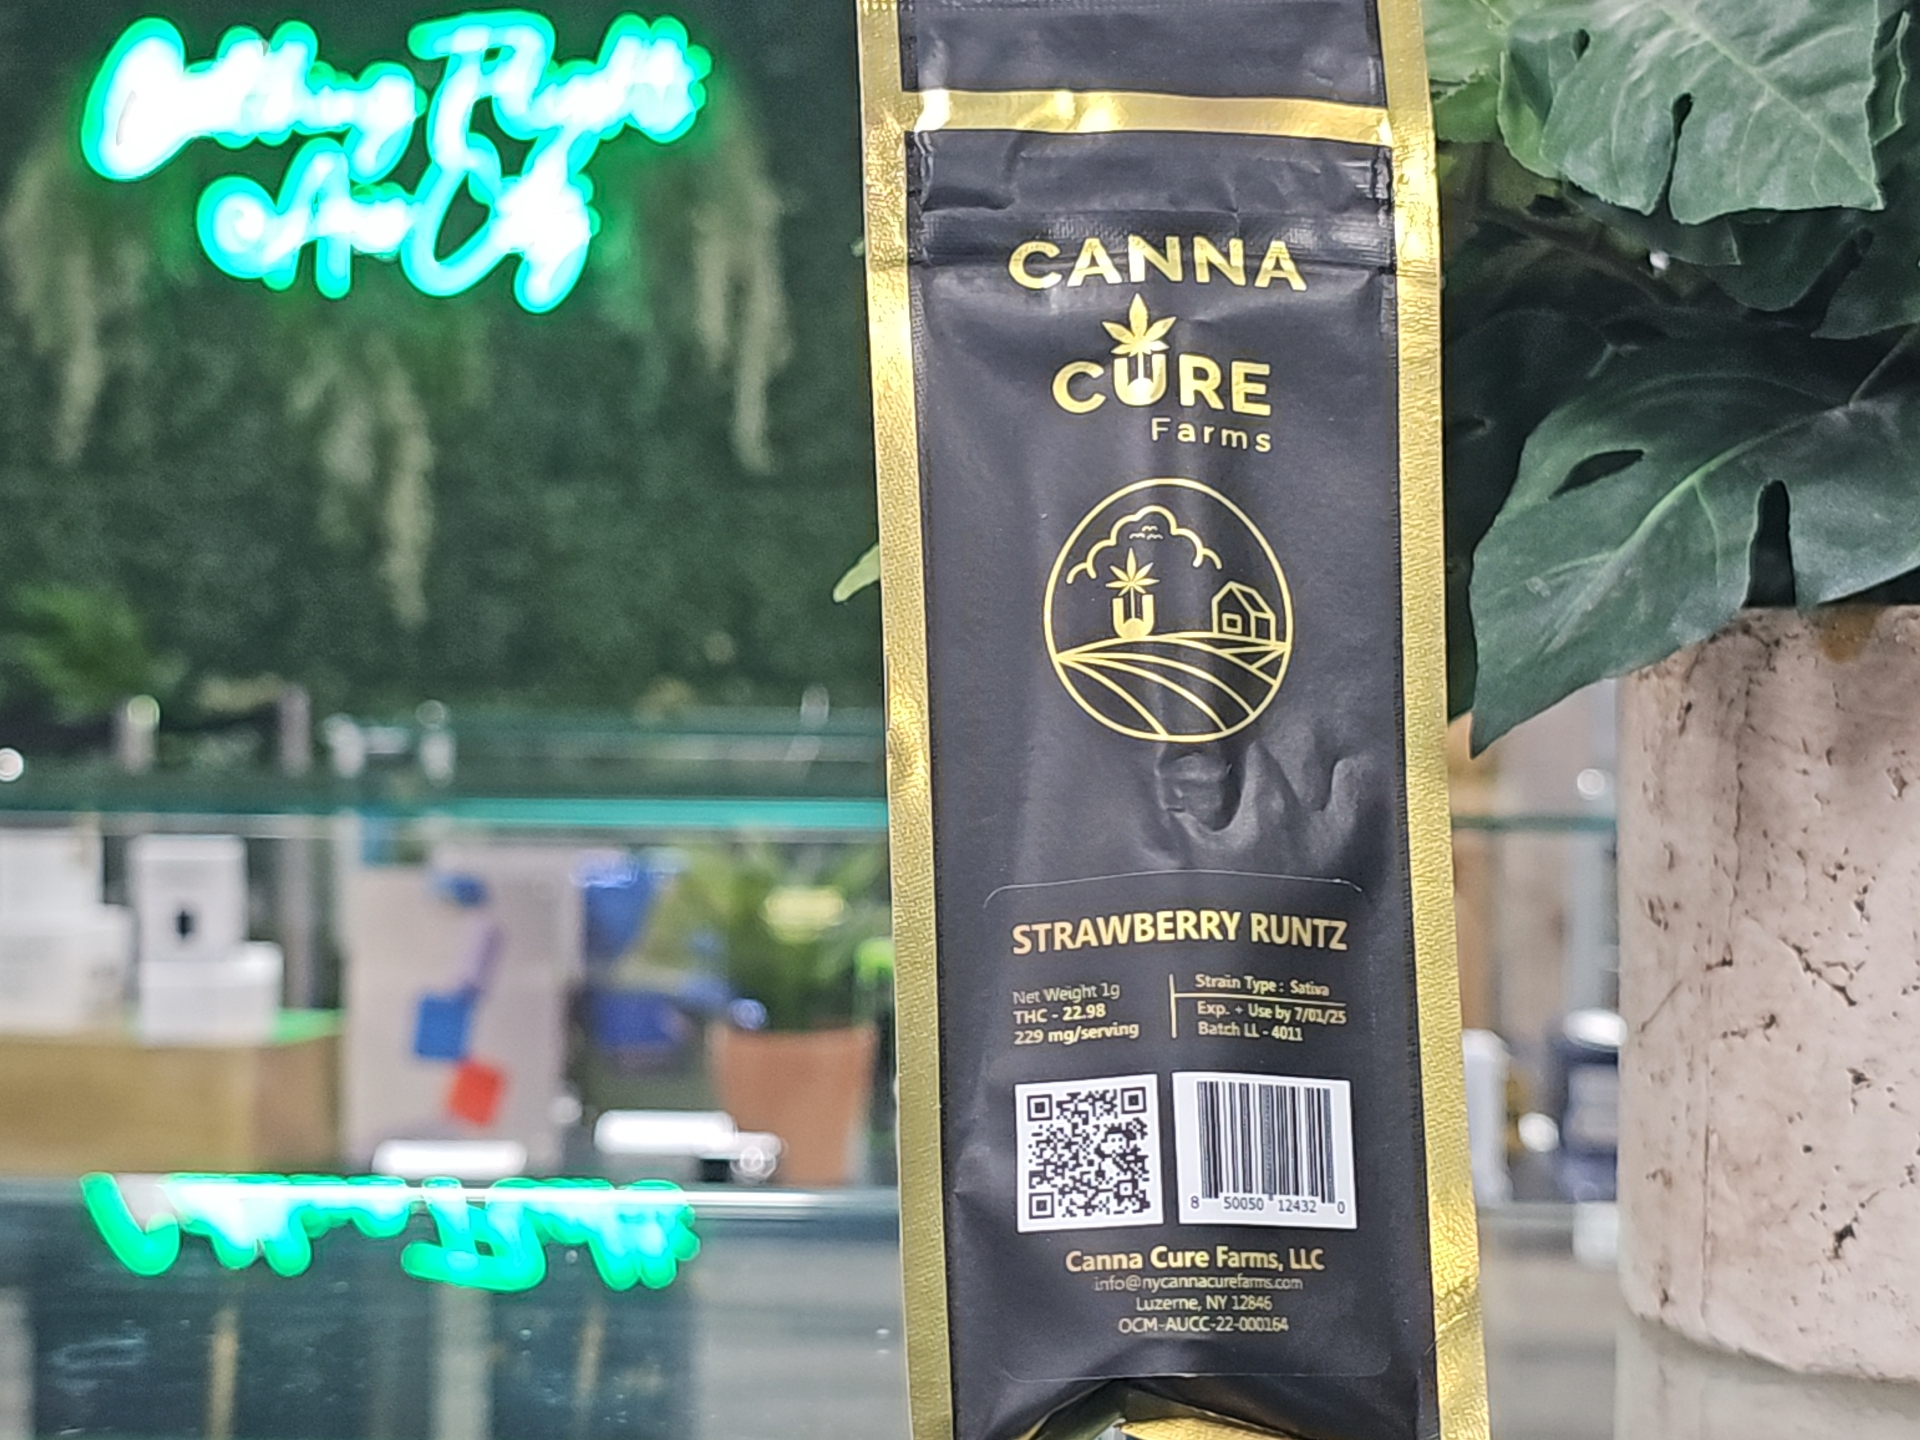 CANNA
CURE
Farms
STRAWBERRY RUNTZ
Net Weight 1g
THC - 22.98
229 mg/serving
Strain Type : Sativa
Exp. - Use by 7/01/25
Batch LL - 4011
8 50050 12432 0
Canna Cure Farms, LLC
info@nycannacurefarms.com
Luzerne, NY 12846
OCM-AUCC-22-000164